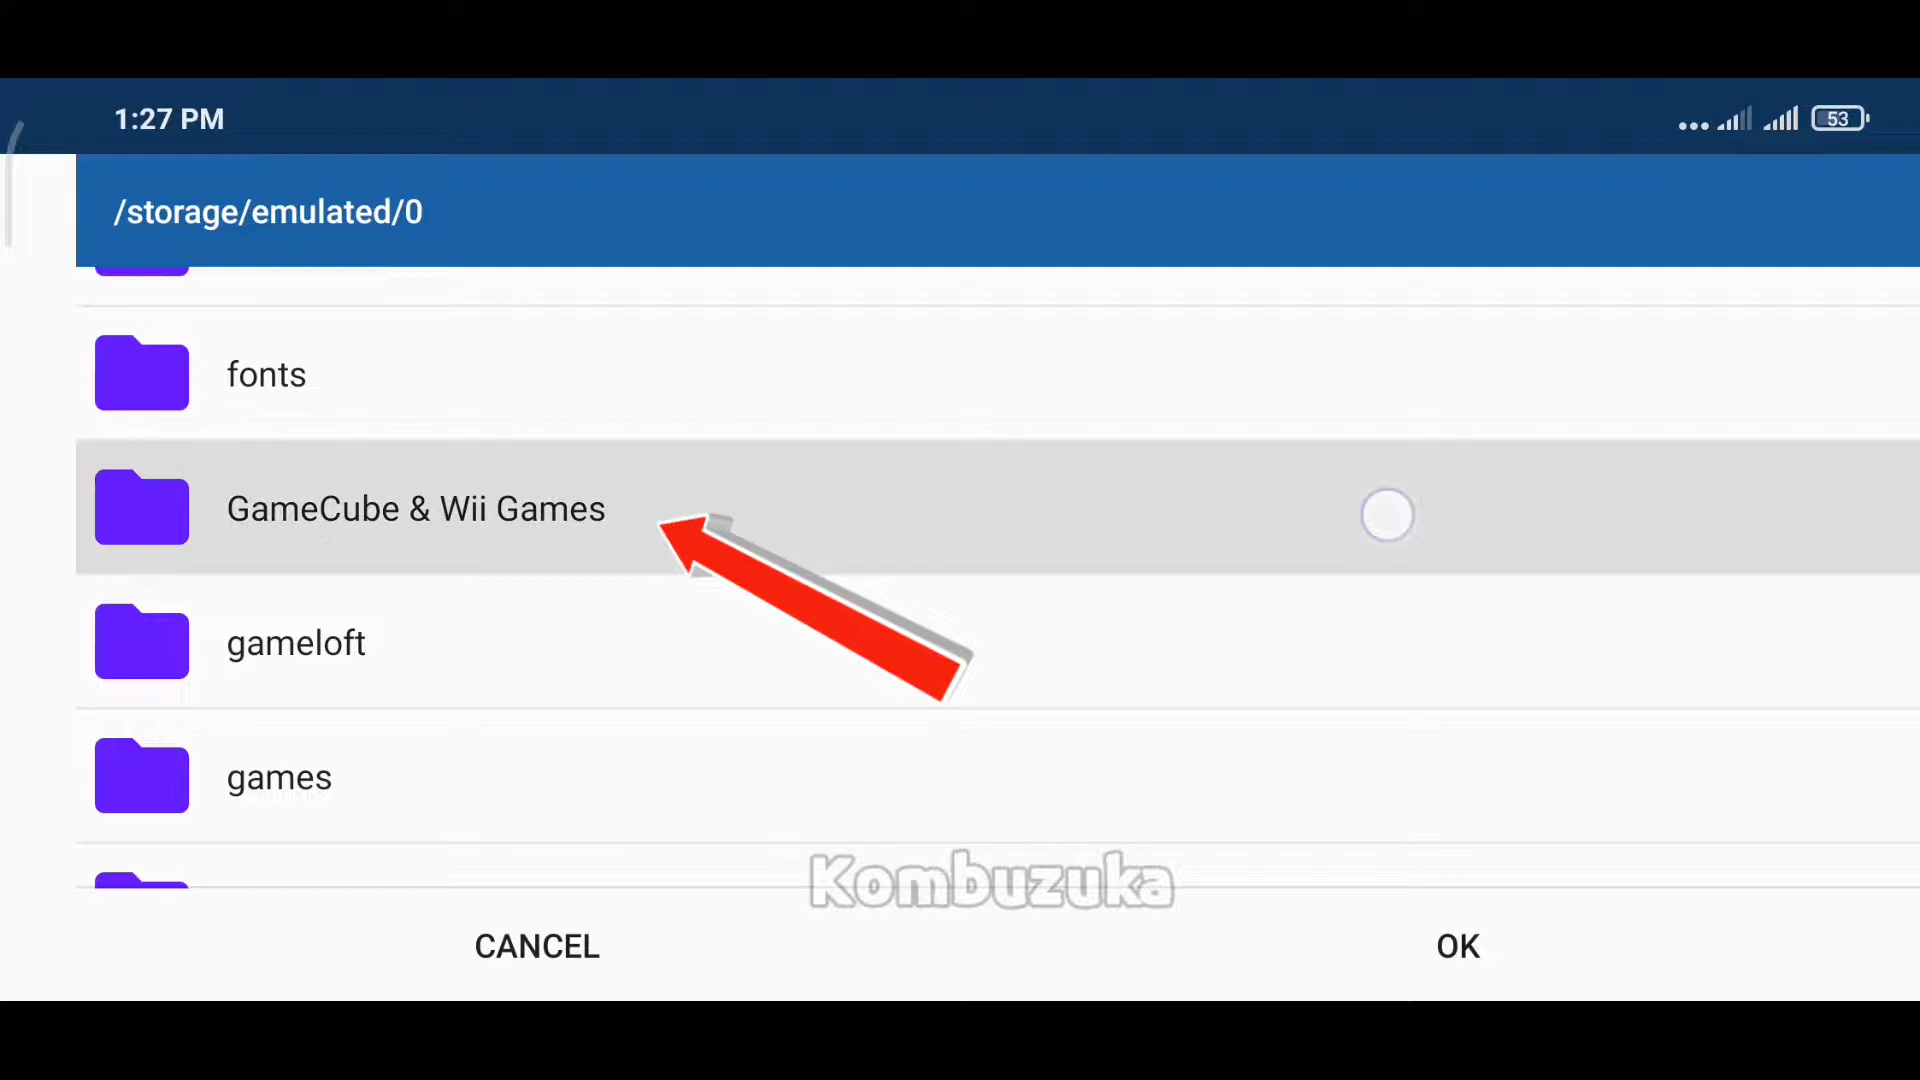 1:27 PM
53
/storage/emulated/0
fonts
GameCube & Wii Games
gameloft
games
Kombuzuka
CANCEL
OK